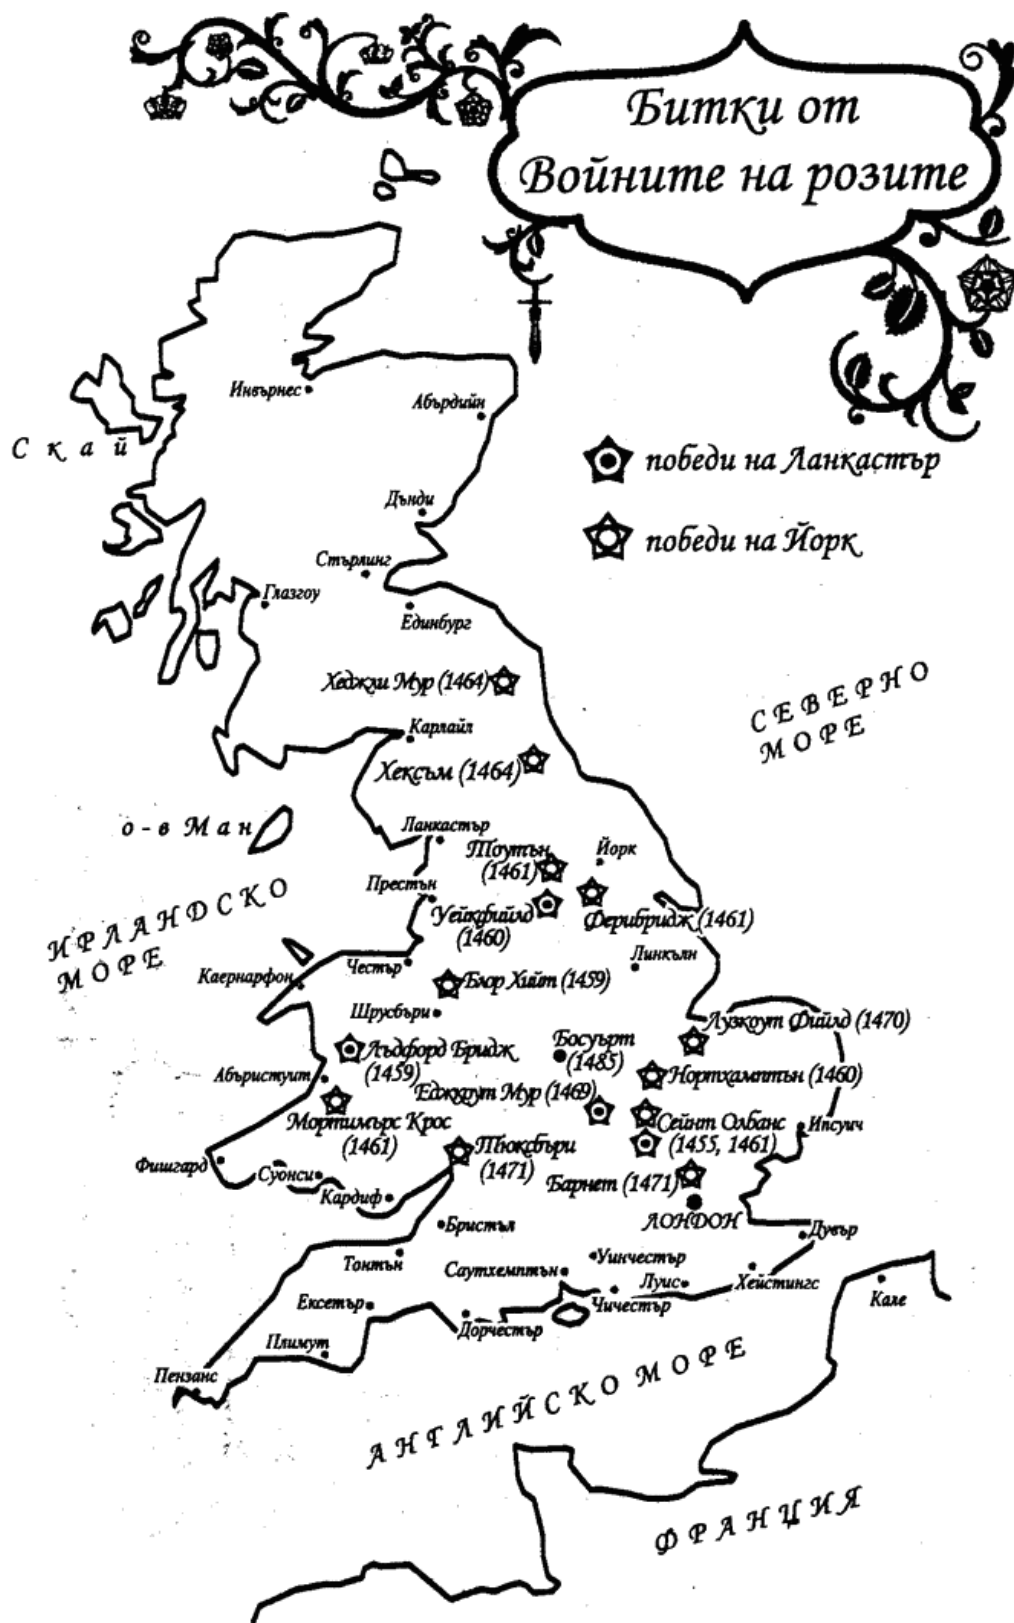 Битки от
Войните на розите
Инвърнес
Абърдийн
Скай
победи на Ланкастър
Дънди
победи на Йорк
Стърлинг
Глазгоу
Единбург
Хеджли Мур (1464)
СЕВЕРНО
МОРЕ
Карлайл
Хексъм (1464)
о-в Ман
Ланкастър
Тоутън
(1461)
Йорк
Престън
Уейкфийлд
(1460)
Ферибридж (1461)
ИРЛАНДСКО
МОРЕ
Линкълн
Честър
Каернарфон
Блор Хийт (1459)
Шрусбъри
Лузкоут Фийлд (1470)
Босуърт
(1485)
Лъдфорд Бридж
(1459)
Абъристуит
Нортхамптън (1460)
Еджкоут Мур (1469)
Мортимърс Крос
(1461)
Сейнт Олбанс
(1455, 1461)
Ипсуич
Тюксбъри
(1471)
Фишгард
Суонси
Барнет (1471)
Кардиф
ЛОНДОН
Бристъл
Дувър
Тонтън
Уинчестър
Саутхемптън
Луис
Хейстингс
Чичестър
Кале
Ексетър
Дорчестър
Плимут
Пензанс
АНГЛИЙСКО МОРЕ
ФРАНЦИЯ